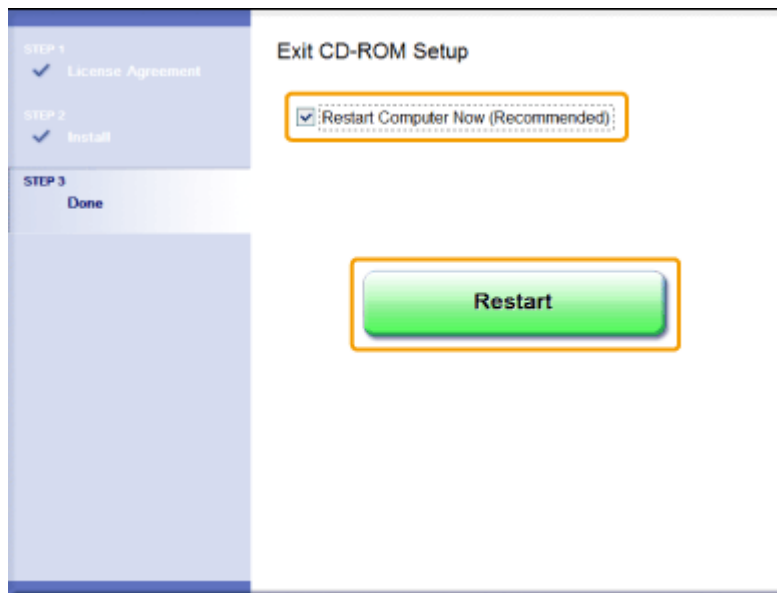 STEP 1
License Agreement
STEP 2
Install
STEP 3
Done
Exit CD-ROM Setup
Restart Computer Now (Recommended)
Restart